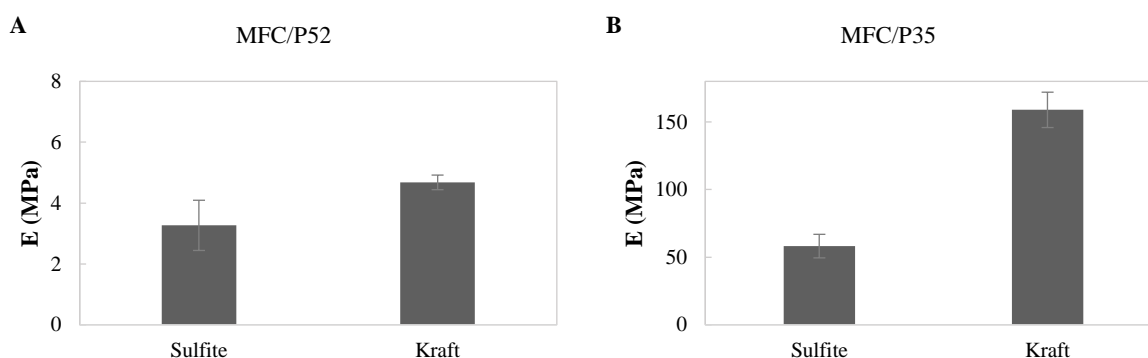 A
MFC/P52
E (MPa)
8
6
4
2
0
Sulfite
Kraft
B
MFC/P35
E (MPa)
150
100
50
0
Sulfite
Kraft